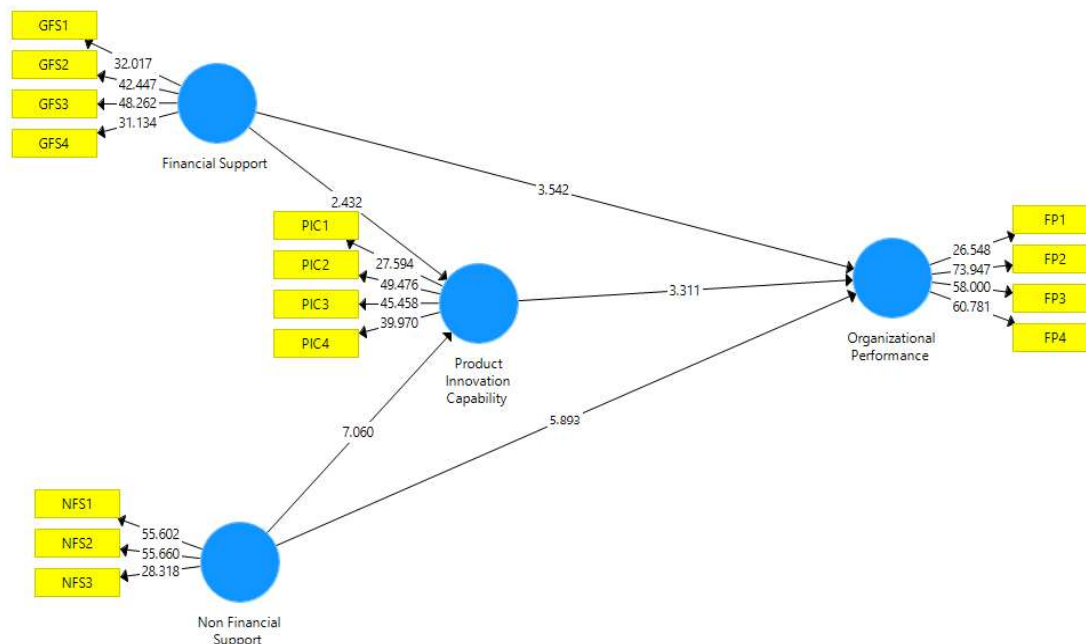 GFS1
GFS2
GFS3
GFS4
32.017
42.447
48.262
31.134
Financial Support
3.542
2.432
PIC1
PIC2
PIC3
PIC4
27.594
49.476
45.458
39.970
Product
Innovation
Capability
3.311
FP1
FP2
FP3
FP4
26.548
73.947
58.000
60.781
Organizational
Performance
7.060
5.893
NFS1
NFS2
NFS3
55.602
55.660
28.318
Non Financial
Support